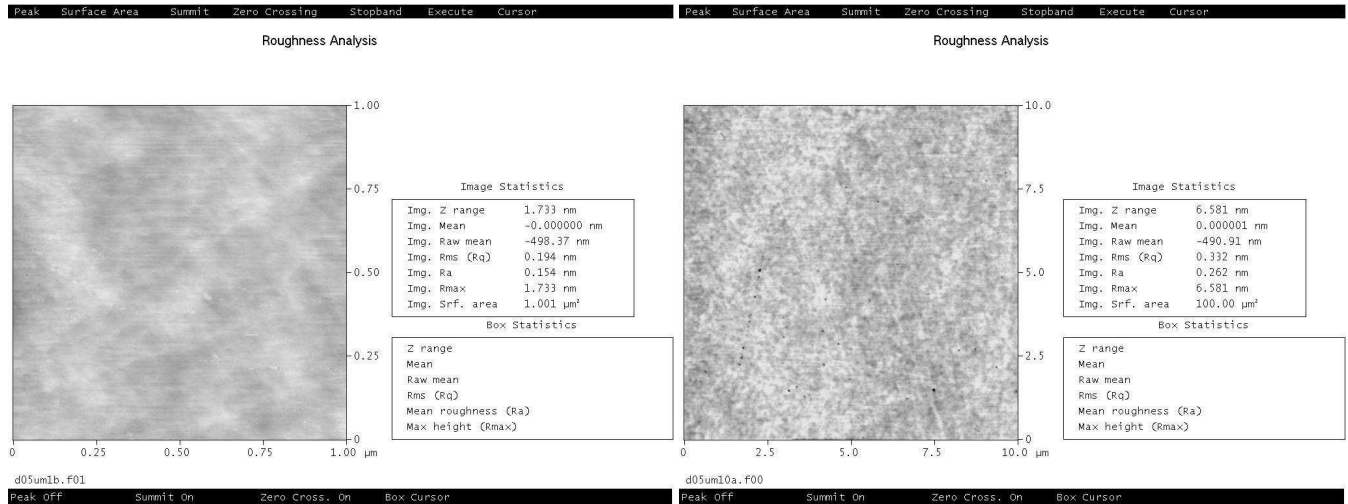 Peak Surface Area Summit Zero Crossing Stopband Execute Cursor
Roughness Analysis
1.00
0.75
0.50
0.25
0
0 0.25 0.50 0.75 1.00 µm
Image Statistics
Img. Z range 1.733 nm
Img. Mean -0.000000 nm
Img. Raw mean -498.37 nm
Img. Rms (Rq) 0.194 nm
Img. Ra 0.154 nm
Img. Rmax 1.733 nm
Img. Srf. area 1.001 µm²
Box Statistics
Z range
Mean
Raw mean
Rms (Rq)
Mean roughness (Ra)
Max height (Rmax)
d05um1b.f01
Peak Off Summit On Zero Cross. On Box Cursor
Peak Surface Area Summit Zero Crossing Stopband Execute Cursor
Roughness Analysis
10.0
7.5
5.0
2.5
0
0 2.5 5.0 7.5 10.0 µm
Image Statistics
Img. Z range 6.581 nm
Img. Mean 0.000001 nm
Img. Raw mean -490.91 nm
Img. Rms (Rq) 0.332 nm
Img. Ra 0.262 nm
Img. Rmax 6.581 nm
Img. Srf. area 100.00 µm²
Box Statistics
Z range
Mean
Raw mean
Rms (Rq)
Mean roughness (Ra)
Max height (Rmax)
d05um10a.f00
Peak Off Summit On Zero Cross. On Box Cursor